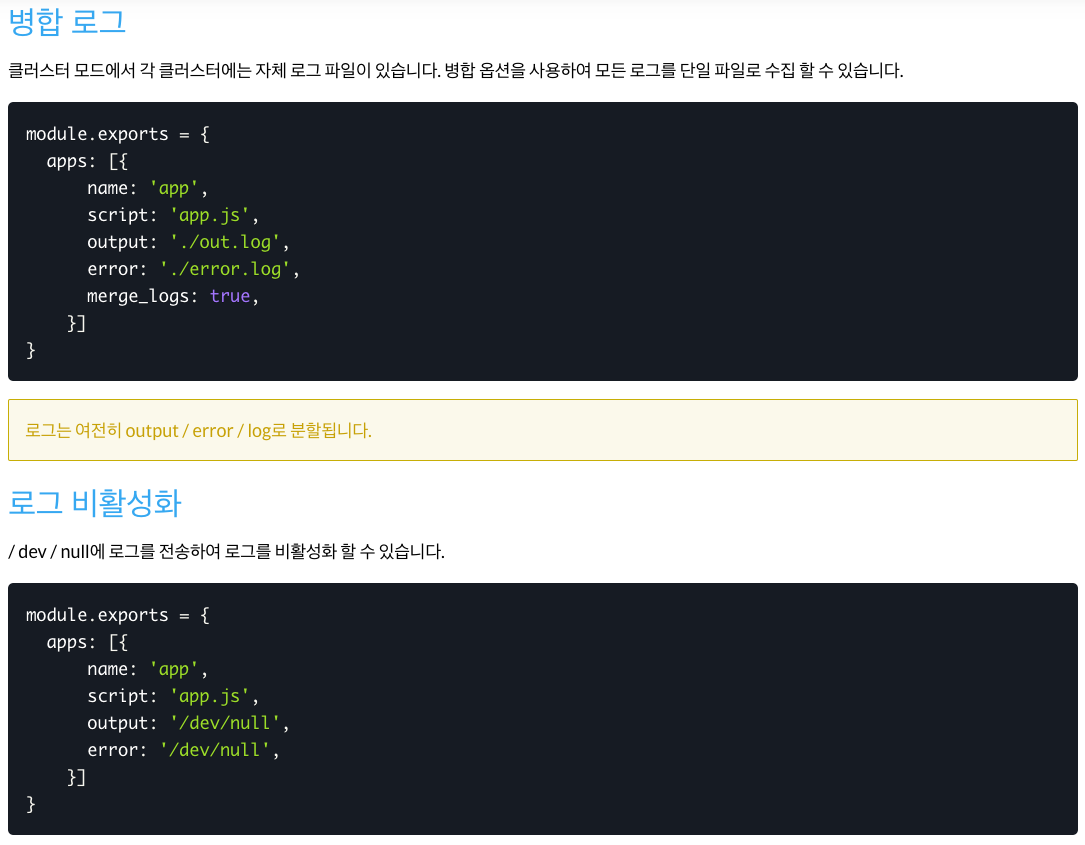 병합 로그
클러스터 모드에서 각 클러스터에는 자체 로그 파일이 있습니다. 병합 옵션을 사용하여 모든 로그를 단일 파일로 수집 할 수 있습니다.
module.exports = {
  apps: [{
      name: 'app',
      script: 'app.js',
      output: './out.log',
      error: './error.log',
      merge_logs: true,
    }]
}
로그는 여전히 output / error / log로 분할됩니다.
로그 비활성화
/ dev / null에 로그를 전송하여 로그를 비활성화 할 수 있습니다.
module.exports = {
  apps: [{
      name: 'app',
      script: 'app.js',
      output: '/dev/null',
      error: '/dev/null',
    }]
}